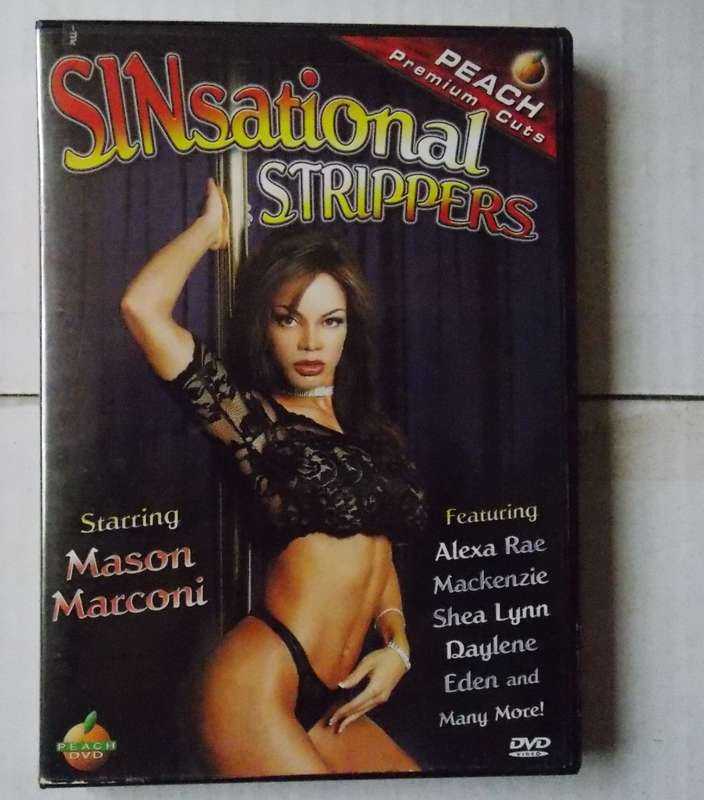 PEACH
Premium Cuts
SINsational
STRIPPERS
Starring
Mason
Marconi
Featuring
Alexa Rae
Mackenzie
Shea Lynn
Daylene
Eden and
Many More!
PEACH
DVD
DVD
VIDEO